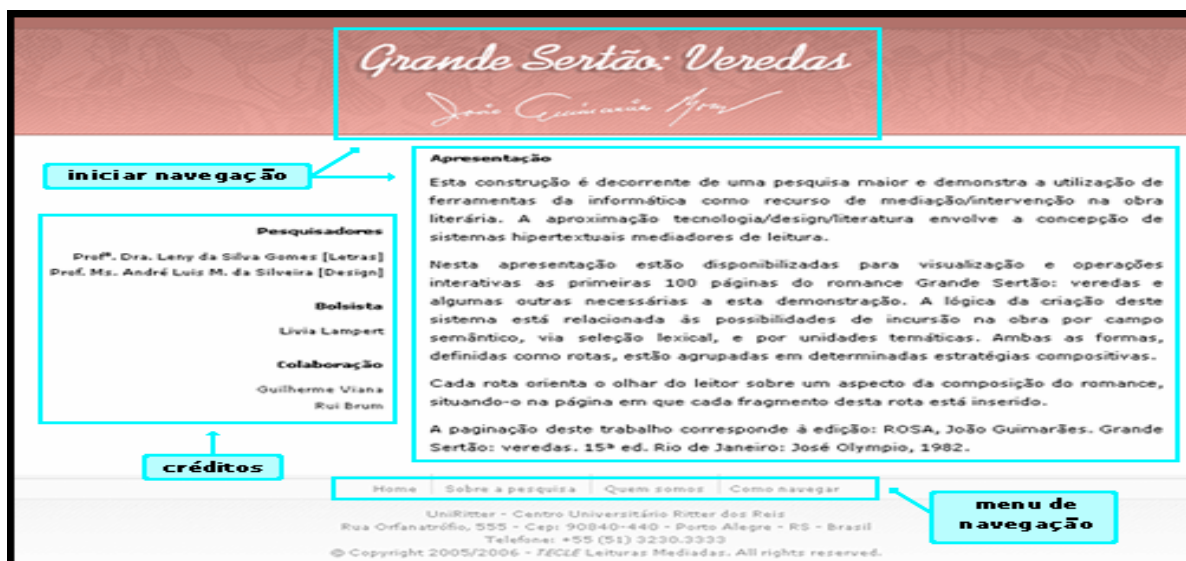 Grande Sertão: Veredas
iniciar navegação
Pesquisadores
Profª. Dra. Leny da Silva Gomes [Letras]
Prof. Ms. André Luis M. da Silveira [Design]
Bolsista
Livia Lampert
Colaboração
Guilherme Viana
Rui Brum
créditos
Apresentação
Esta construção é decorrente de uma pesquisa maior e demonstra a utilização de
ferramentas da informática como recurso de mediação/intervenção na obra
literária. A aproximação tecnologia/design/literatura envolve a concepção de
sistemas hipertextuais mediadores de leitura.
Nesta apresentação estão disponibilizadas para visualização e operações
interativas as primeiras 100 páginas do romance Grande Sertão: veredas e
algumas outras necessárias a esta demonstração. A lógica da criação deste
sistema está relacionada ás possibilidades de incursão na obra por campo
semântico, via seleção lexical, e por unidades temáticas. Ambas as formas,
definidas como rotas, estão agrupadas em determinadas estratégias compositivas.
Cada rota orienta o olhar do leitor sobre um aspecto da composição do romance,
situando-o na página em que cada fragmento desta rota está inserido.
A paginação deste trabalho corresponde à edição: ROSA, João Guimarães. Grande
Sertão: veredas. 15ª ed. Rio de Janeiro: José Olympio, 1982.
Home Sobre a pesquisa Quem somos Como navegar
menu de
navegação
UniRitter - Centro Universitário Ritter dos Reis
Rua Orfanatrófio, 555 - Cep: 90840-440 - Porto Alegre - RS - Brasil
Telefone: +55 (51) 3230.3333
© Copyright 2005/2006 - TECLE Leituras Mediadas. All rights reserved.